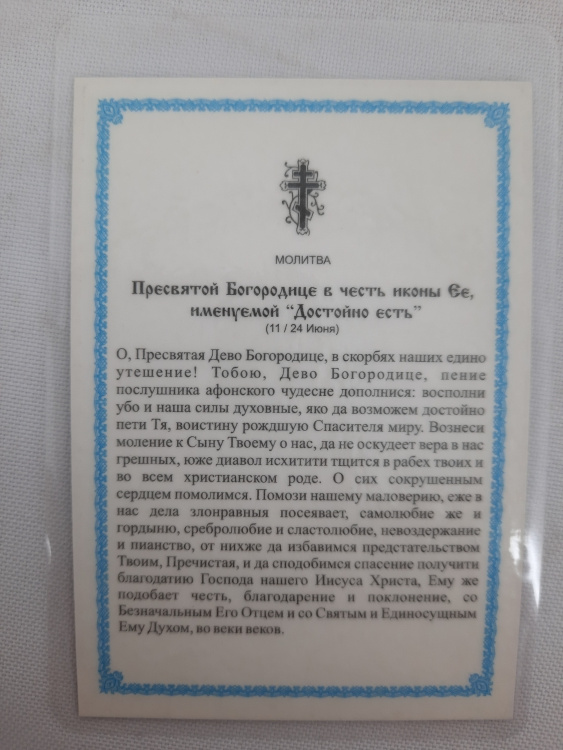 МОЛИТВА
Пресвятой Богородице в честь иконы Ее,
именуемой “Достойно есть”
(11 / 24 Июня)
О, Пресвятая Дево Богородице, в скорбях наших едино
утешение! Тобою, Дево Богородице, пение
послушника афонского чудесне дополнися: восполни
убо и наша силы духовные, яко да возможем достойно
пети Тя, воистину рождшую Спасителя миру. Вознеси
моление к Сыну Твоему о нас, да не оскудеет вера в нас
грешных, юже диавол исхитити тщится в рабех твоих и
во всем христианском роде. О сих сокрушенным
сердцем помолимся. Помози нашему маловерию, еже в
нас дела злонравныя посеявает, самолюбие же и
гордыню, сребролюбие и сластолюбие, невоздержание
и пианство, от нихже да избавимся предстательством
Твоим, Пречистая, и да сподобимся спасение получити
благодатию Господа нашего Иисуса Христа, Ему же
подобает честь, благодарение и поклонение, со
Безначальным Его Отцем и со Святым и Единосущным
Ему Духом, во веки веков.